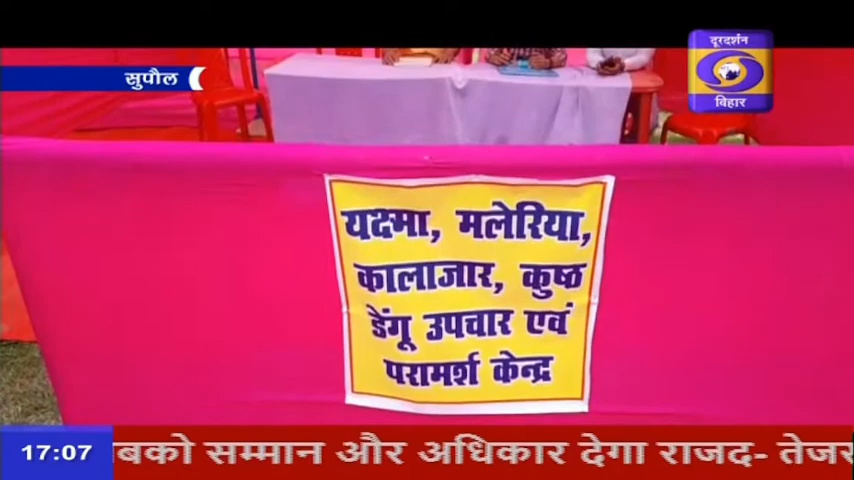 दूरदर्शन
बिहार
सुपौल
यक्ष्मा, मलेरिया,
कालाजार, कुष्ठ
डेंगू उपचार एवं
परामर्श केन्द्र
17:07
सम्मान और अधिकार देगा राजद-